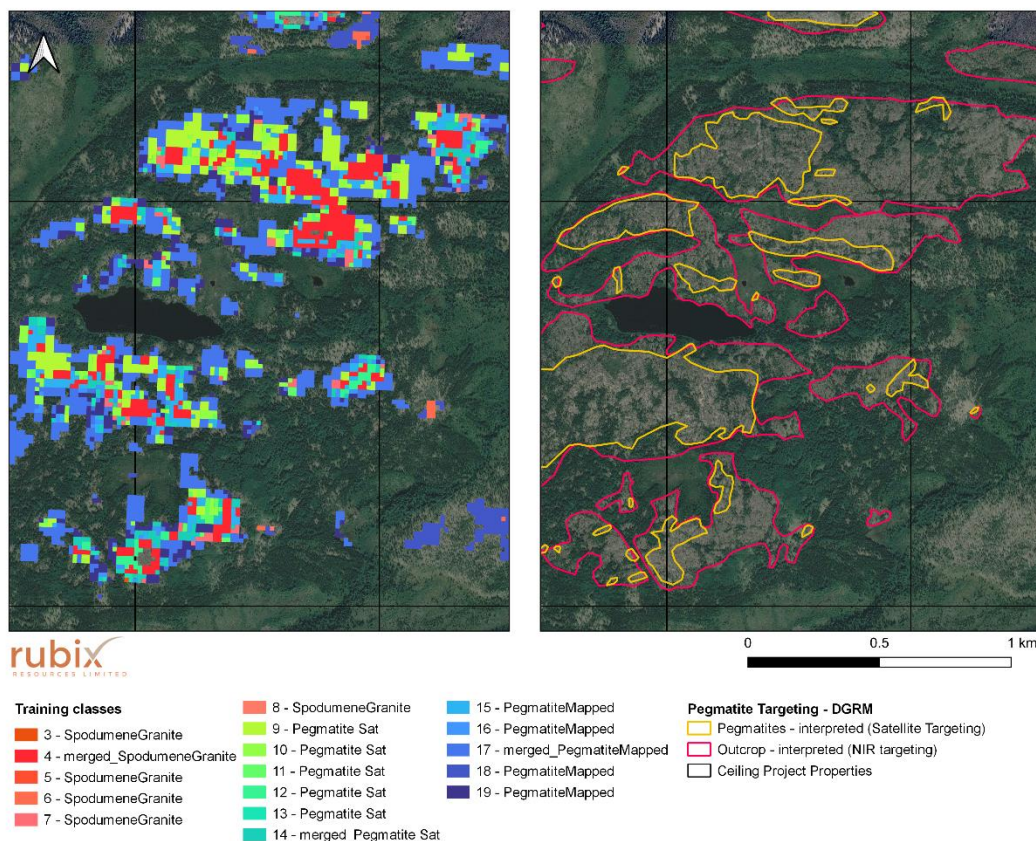 rubix
RESOURCES LIMITED
0 0.5 1 km
Training classes
3 - SpodumeneGranite
4 - merged_SpodumeneGranite
5 - SpodumeneGranite
6 - SpodumeneGranite
7 - SpodumeneGranite
8 - SpodumeneGranite
9 - Pegmatite Sat
10 - Pegmatite Sat
11 - Pegmatite Sat
12 - Pegmatite Sat
13 - Pegmatite Sat
14 - merged_Pegmatite Sat
15 - PegmatiteMapped
16 - PegmatiteMapped
17 - merged_PegmatiteMapped
18 - PegmatiteMapped
19 - PegmatiteMapped
Pegmatite Targeting - DGRM
Pegmatites - interpreted (Satellite Targeting)
Outcrop - interpreted (NIR targeting)
Ceiling Project Properties